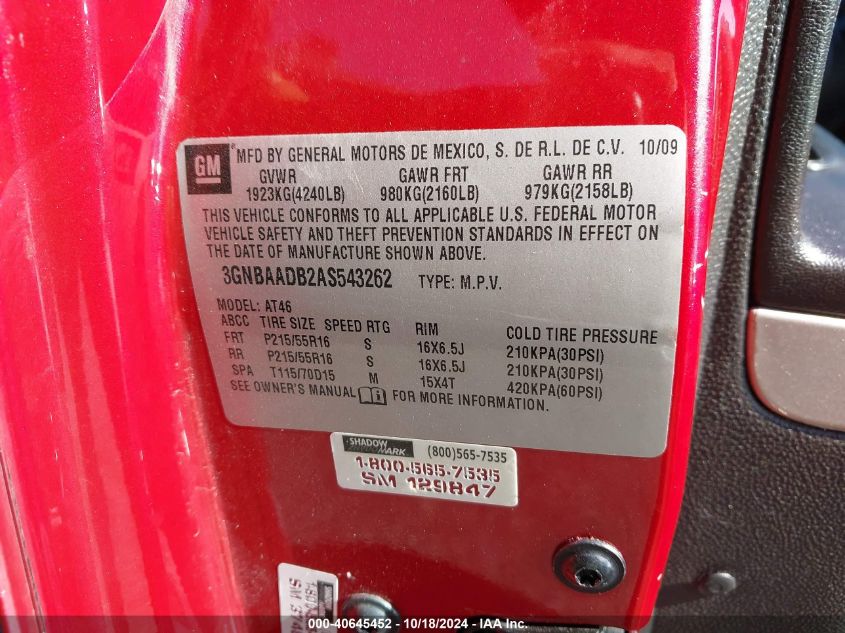 GM ® MFD BY GENERAL MOTORS DE MEXICO, S. DE R.L. DE C.V. 10/09
GVWR GAWR FRT GAWR RR
1923KG(4240LB) 980KG(2160LB) 979KG(2158LB)
THIS VEHICLE CONFORMS TO ALL APPLICABLE U.S. FEDERAL MOTOR
VEHICLE SAFETY AND THEFT PREVENTION STANDARDS IN EFFECT ON
THE DATE OF MANUFACTURE SHOWN ABOVE.
3GNBAADB2AS543262 TYPE: M.P.V.
MODEL: AT46
ABCC TIRE SIZE SPEED RTG RIM COLD TIRE PRESSURE
FRT P215/55R16 S 16X6.5J 210KPA(30PSI)
RR P215/55R16 S 16X6.5J 210KPA(30PSI)
SPA T115/70D15 M 15X4T 420KPA(60PSI)
SEE OWNER'S MANUAL FOR MORE INFORMATION.
SHADOW MARK (800)565-7535
1-800-565-7535
SM 129847
000-40645452 - 10/18/2024 - IAAI.com